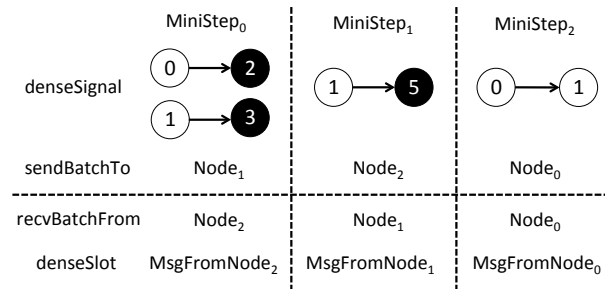 MiniStep₀ MiniStep₁ MiniStep₂
0 2
denseSignal 1 5 0 1
1 3
sendBatchTo Node₁ Node₂ Node₀
recvBatchFrom Node₂ Node₁ Node₀
denseSlot MsgFromNode₂ MsgFromNode₁ MsgFromNode₀